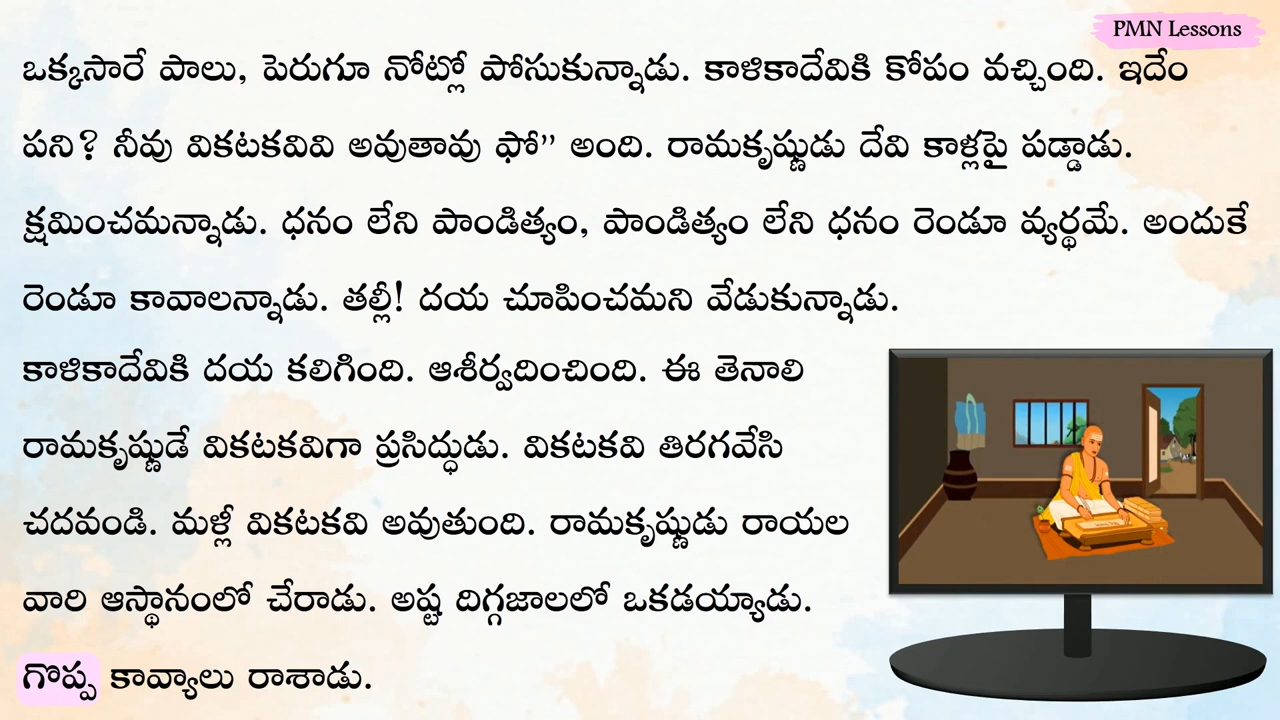 PMN Lessons
ఒక్కసారే పాలు, పెరుగూ నోట్లో పోసుకున్నాడు. కాళికాదేవికి కోపం వచ్చింది. ఇదేం
పని? నీవు వికటకవివి అవుతావు ఫో” అంది. రామకృష్ణుడు దేవి కాళ్లపై పడ్డాడు.
క్షమించమన్నాడు. ధనం లేని పాండిత్యం, పాండిత్యం లేని ధనం రెండూ వ్యర్థమే. అందుకే
రెండూ కావాలన్నాడు. తల్లీ! దయ చూపించమని వేడుకున్నాడు.
కాళికాదేవికి దయ కలిగింది. ఆశీర్వదించింది. ఈ తెనాలి
రామకృష్ణుడే వికటకవిగా ప్రసిద్ధుడు. వికటకవి తిరగవేసి
చదవండి. మళ్లీ వికటకవి అవుతుంది. రామకృష్ణుడు రాయల
వారి ఆస్థానంలో చేరాడు. అష్ట దిగ్గజాలలో ఒకడయ్యాడు.
గొప్ప కావ్యాలు రాశాడు.